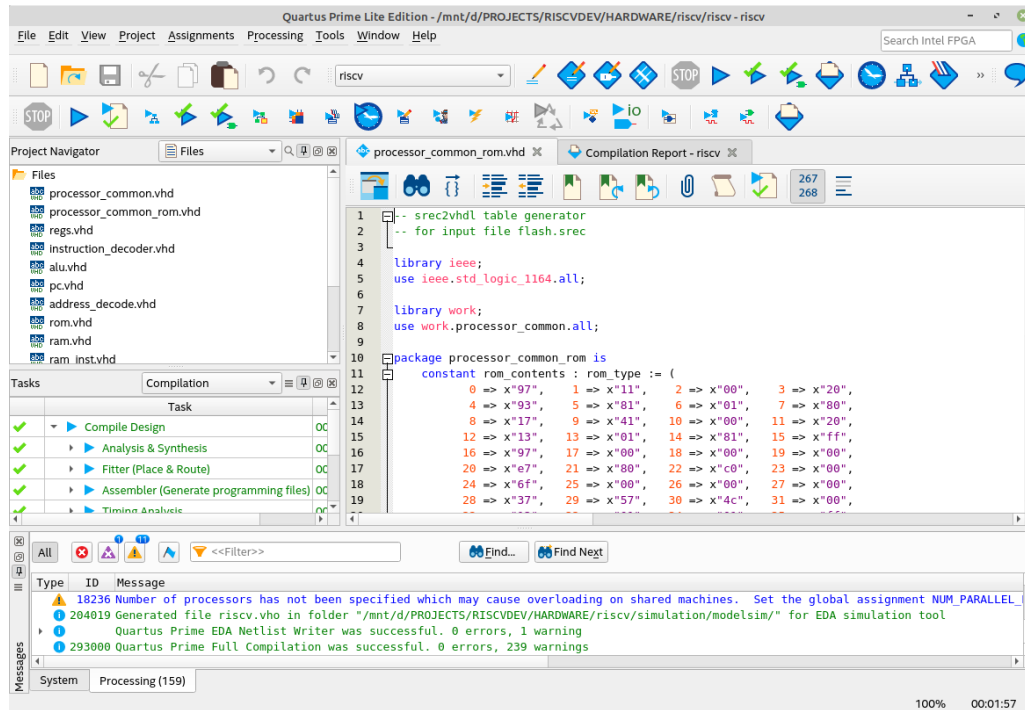 Quartus Prime Lite Edition - /mnt/d/PROJECTS/RISCVDEV/HARDWARE/riscv/riscv - riscv
File Edit View Project Assignments Processing Tools Window Help
Search Intel FPGA
riscv
STOP
»
STOP
io
Project Navigator
Files
processor_common_rom.vhd
Compilation Report - riscv
Files
processor_common.vhd
processor_common_rom.vhd
regs.vhd
instruction_decoder.vhd
alu.vhd
pc.vhd
address_decode.vhd
rom.vhd
ram.vhd
ram_inst.vhd
267
268
1 -- srec2vhdl table generator
2 -- for input file flash.srec
3
4 library ieee;
5 use ieee.std_logic_1164.all;
6
7 library work;
8 use work.processor_common.all;
9
10 package processor_common_rom is
11 constant rom_contents : rom_type := (
12 0 => x"97", 1 => x"11", 2 => x"00", 3 => x"20",
13 4 => x"93", 5 => x"81", 6 => x"01", 7 => x"80",
14 8 => x"17", 9 => x"41", 10 => x"00", 11 => x"20",
15 12 => x"13", 13 => x"01", 14 => x"81", 15 => x"ff",
16 16 => x"97", 17 => x"00", 18 => x"00", 19 => x"00",
17 20 => x"e7", 21 => x"80", 22 => x"c0", 23 => x"00",
18 24 => x"6f", 25 => x"00", 26 => x"00", 27 => x"00",
19 28 => x"37", 29 => x"57", 30 => x"4c", 31 => x"00",
Tasks
Compilation
Task
Compile Design 00
Analysis & Synthesis 00
Fitter (Place & Route) 00
Assembler (Generate programming files) 00
Timing Analysis
All
1
11
<<Filter>>
Find...
Find Next
Type ID Message
18236 Number of processors has not been specified which may cause overloading on shared machines. Set the global assignment NUM_PARALLEL_
204019 Generated file riscv.vho in folder "/mnt/d/PROJECTS/RISCVDEV/HARDWARE/riscv/simulation/modelsim/" for EDA simulation tool
Quartus Prime EDA Netlist Writer was successful. 0 errors, 1 warning
293000 Quartus Prime Full Compilation was successful. 0 errors, 239 warnings
Messages
System
Processing (159)
100% 00:01:57